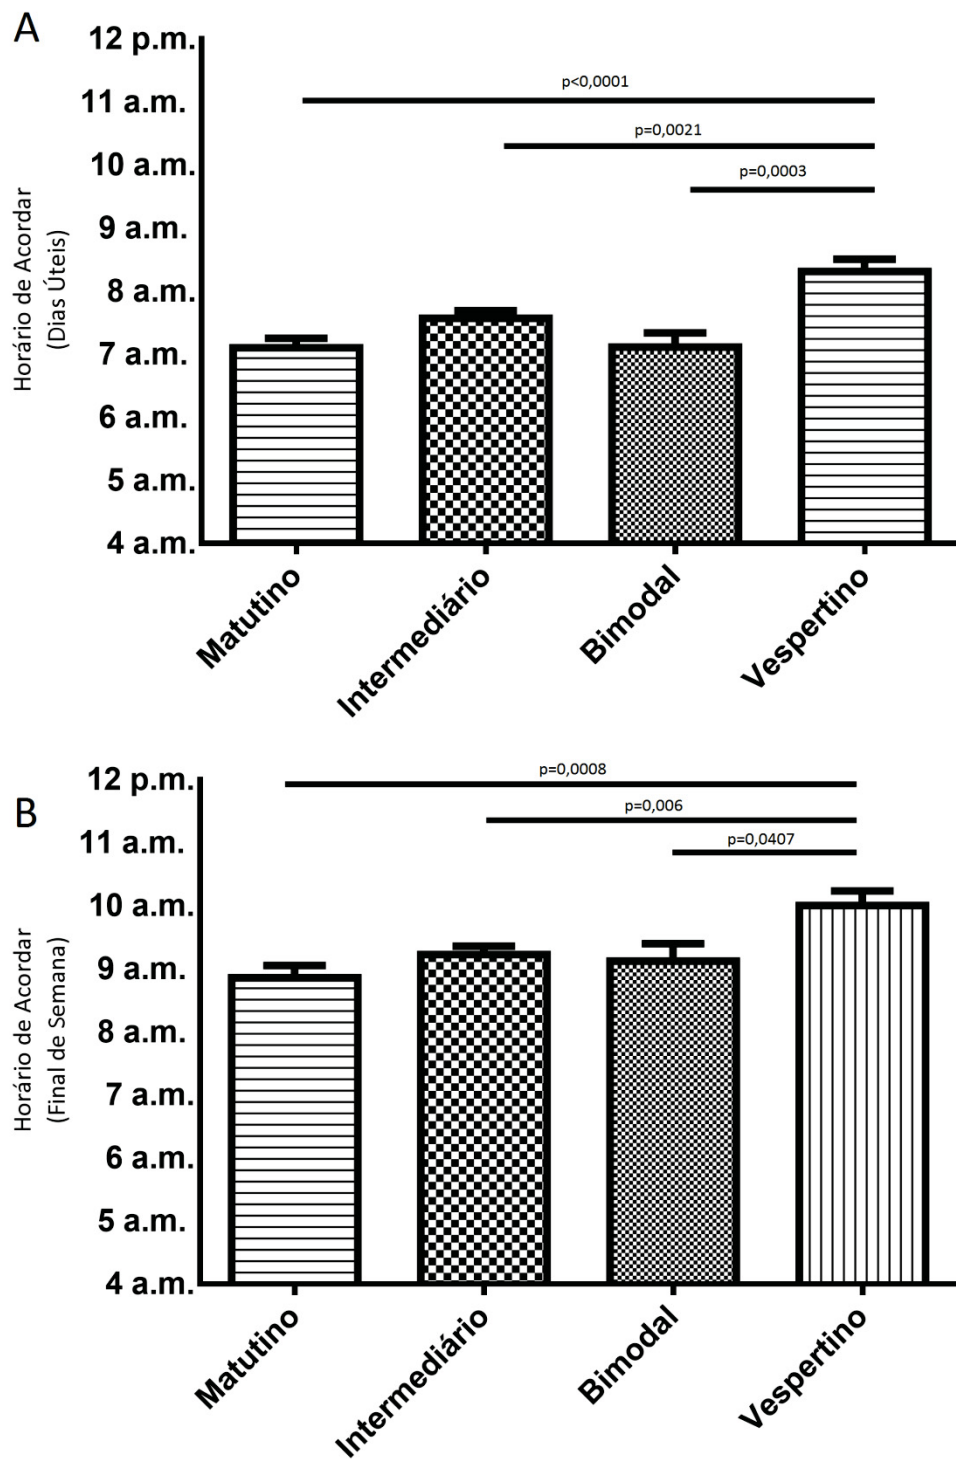 A
12 p.m.
11 a.m.
10 a.m.
9 a.m.
8 a.m.
7 a.m.
6 a.m.
5 a.m.
4 a.m.
Horário de Acordar
(Dias Úteis)
p<0,0001
p=0,0021
p=0,0003
Matutino
Intermediário
Bimodal
Vespertino
B
12 p.m.
11 a.m.
10 a.m.
9 a.m.
8 a.m.
7 a.m.
6 a.m.
5 a.m.
4 a.m.
Horário de Acordar
(Final de Semana)
p=0,0008
p=0,006
p=0,0407
Matutino
Intermediário
Bimodal
Vespertino